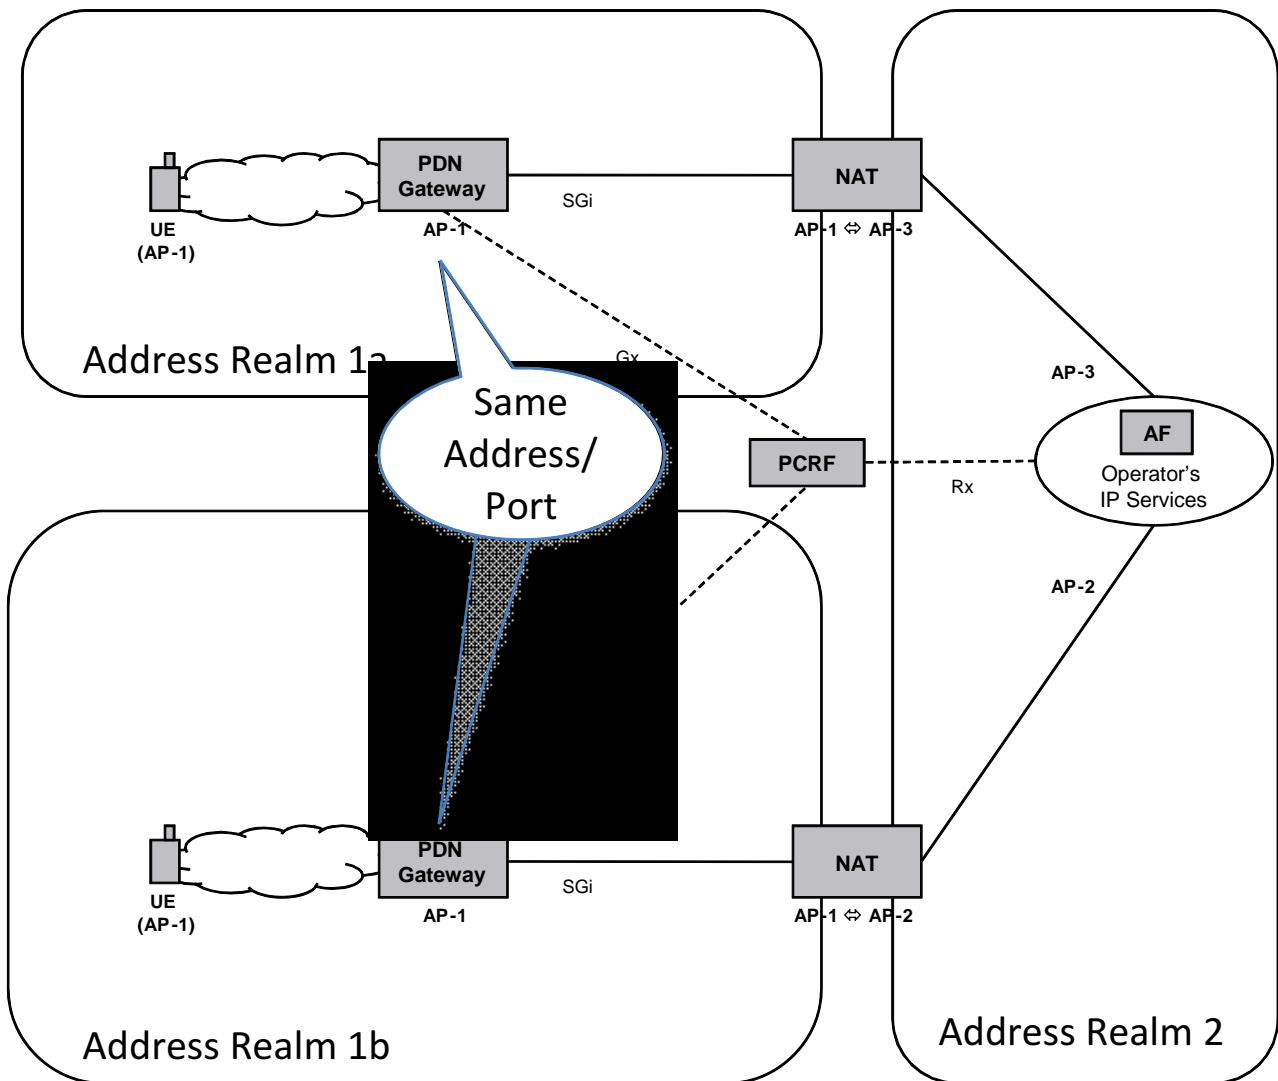 PDN
Gateway
NAT
SGi
UE
(AP-1)
AP-1
AP-1 ⇔ AP-3
Address Realm 1a
Gx
AP-3
Same
Address/
Port
AF
PCRF
Operator's
IP Services
Rx
AP-2
PDN
Gateway
NAT
SGi
UE
(AP-1)
AP-1
AP-1 ⇔ AP-2
Address Realm 1b
Address Realm 2